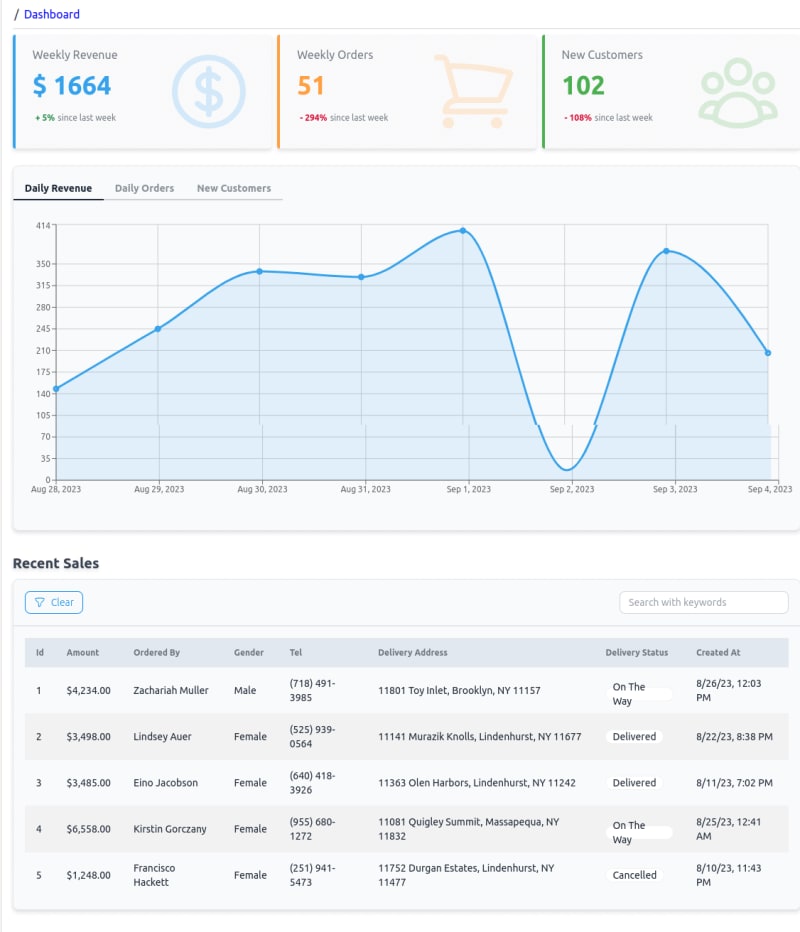 / Dashboard
Weekly Revenue
$ 1664
+ 5% since last week
Weekly Orders
51
- 294% since last week
New Customers
102
- 108% since last week
Daily Revenue Daily Orders New Customers
414
350
315
280
245
210
175
140
105
70
35
0
Aug 28, 2023 Aug 29, 2023 Aug 30, 2023 Aug 31, 2023 Sep 1, 2023 Sep 2, 2023 Sep 3, 2023 Sep 4, 2023
Recent Sales
Clear Search with keywords
Id Amount Ordered By Gender Tel Delivery Address Delivery Status Created At
1 $4,234.00 Zachariah Muller Male (718) 491-3985 11801 Toy Inlet, Brooklyn, NY 11157 On The Way 8/26/23, 12:03 PM
2 $3,498.00 Lindsey Auer Female (525) 939-0564 11141 Murazik Knolls, Lindenhurst, NY 11677 Delivered 8/22/23, 8:38 PM
3 $3,485.00 Eino Jacobson Female (640) 418-3926 11363 Olen Harbors, Lindenhurst, NY 11242 Delivered 8/11/23, 7:02 PM
4 $6,558.00 Kirstin Gorczany Female (955) 680-1272 11081 Quigley Summit, Massapequa, NY 11832 On The Way 8/25/23, 12:41 AM
5 $1,248.00 Francisco Hackett Female (251) 941-5473 11752 Durgan Estates, Lindenhurst, NY 11477 Cancelled 8/10/23, 11:43 PM